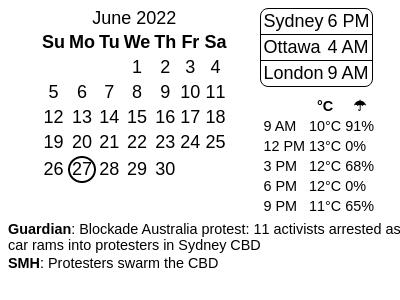 June 2022
Su Mo Tu We Th Fr Sa
1 2 3 4
5 6 7 8 9 10 11
12 13 14 15 16 17 18
19 20 21 22 23 24 25
26 27 28 29 30
Sydney 6 PM
Ottawa 4 AM
London 9 AM
°C ☂
9 AM 10°C 91%
12 PM 13°C 0%
3 PM 12°C 68%
6 PM 12°C 0%
9 PM 11°C 65%
Guardian: Blockade Australia protest: 11 activists arrested as
car rams into protesters in Sydney CBD
SMH: Protesters swarm the CBD